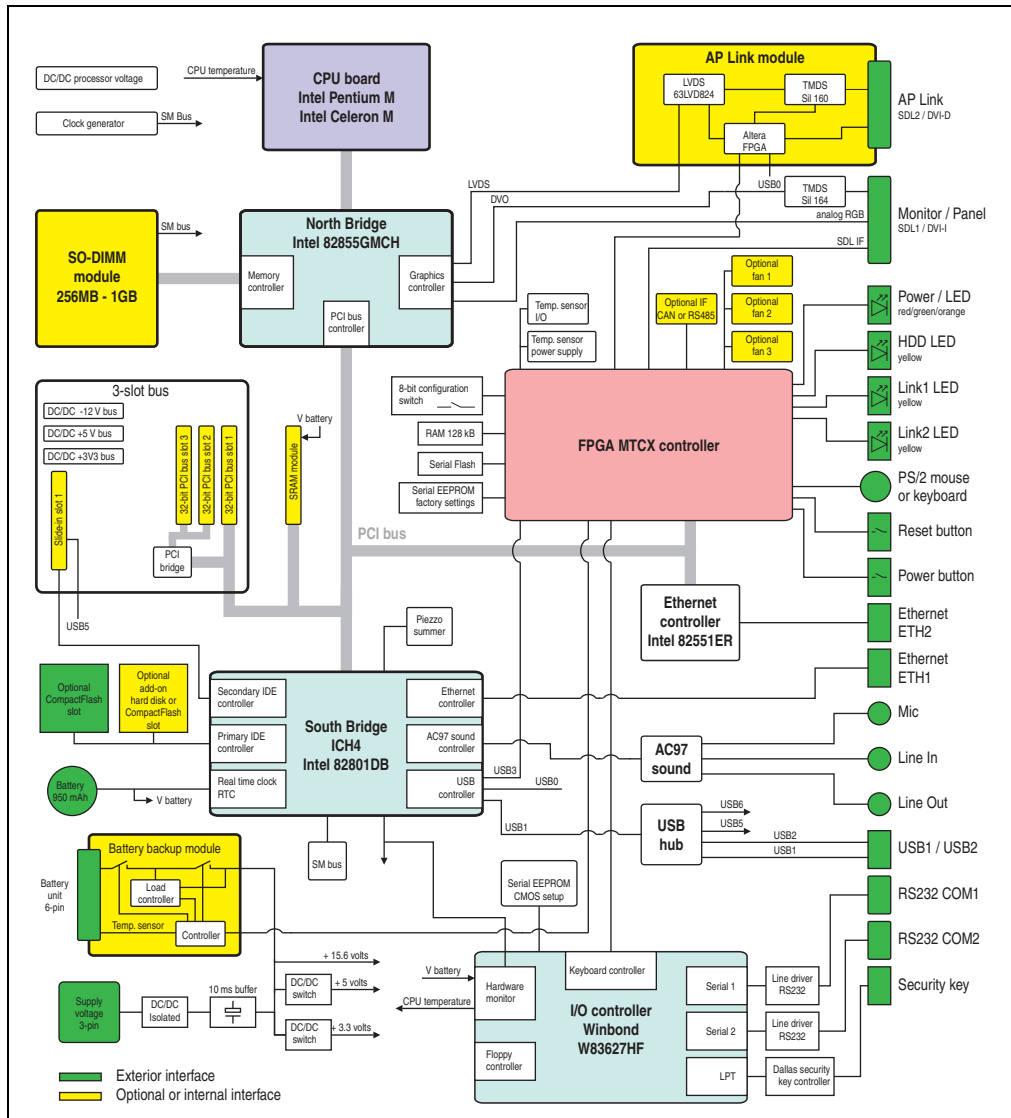 DC/DC processor voltage
CPU temperature
Clock generator
SM Bus
CPU board
Intel Pentium M
Intel Celeron M
AP Link module
LVDS
63LVD824
TMDS
Sil 160
Altera
FPGA
AP Link
SDL2 / DVI-D
LVDS
DVO
USB0
TMDS
Sil 164
analog RGB
SDL IF
Monitor / Panel
SDL1 / DVI-I
SO-DIMM
module
256MB - 1GB
SM bus
North Bridge
Intel 82855GMCH
Memory
controller
Graphics
controller
PCI bus
controller
Temp. sensor
I/O
Temp. sensor
power supply
Optional IF
CAN or RS485
Optional
fan 1
Optional
fan 2
Optional
fan 3
Power / LED
red/green/orange
HDD LED
yellow
Link1 LED
yellow
Link2 LED
yellow
PS/2 mouse
or keyboard
Reset button
Power button
3-slot bus
DC/DC -12 V bus
DC/DC +5 V bus
DC/DC +3V3 bus
Slide-in slot 1
32-bit PCI bus slot 3
32-bit PCI bus slot 2
32-bit PCI bus slot 1
PCI
bridge
USB5
V battery
SRAM module
8-bit configuration
switch
RAM 128 kB
Serial Flash
Serial EEPROM
factory settings
FPGA MTCX controller
PCI bus
Ethernet
controller
Intel 82551ER
Ethernet
ETH2
Ethernet
ETH1
Piezzo
summer
Optional
CompactFlash
slot
Optional
add-on
hard disk or
CompactFlash
slot
Secondary IDE
controller
Primary IDE
controller
Real time clock
RTC
South Bridge
ICH4
Intel 82801DB
Ethernet
controller
AC97 sound
controller
USB
controller
USB3
USB0
USB1
AC97
sound
Mic
Line In
Line Out
Battery
950 mAh
V battery
SM bus
USB
hub
USB6
USB5
USB2
USB1
USB1 / USB2
Battery backup module
Battery
unit
6-pin
Load
controller
Temp. sensor
Controller
Serial EEPROM
CMOS setup
RS232 COM1
RS232 COM2
Security key
+ 15.6 volts
DC/DC
switch
+ 5 volts
DC/DC
switch
+ 3.3 volts
Supply
voltage
3-pin
DC/DC
Isolated
10 ms buffer
V battery
CPU temperature
Hardware
monitor
Keyboard controller
Floppy
controller
I/O controller
Winbond
W83627HF
Serial 1
Serial 2
LPT
Line driver
RS232
Line driver
RS232
Dallas security
key controller
Exterior interface
Optional or internal interface